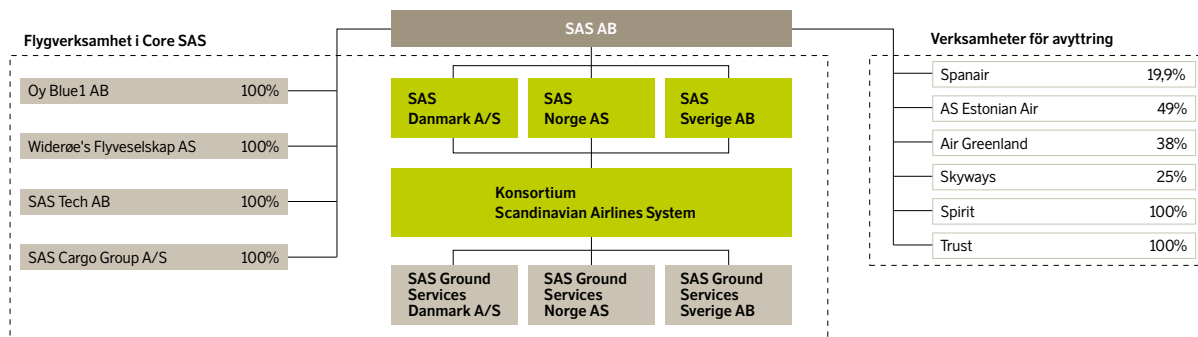 SAS AB
Flygverksamhet i Core SAS
Oy Blue1 AB 100%
Widerøe's Flyveselskap AS 100%
SAS Tech AB 100%
SAS Cargo Group A/S 100%
SAS
Danmark A/S
SAS
Norge AS
SAS
Sverige AB
Konsortium
Scandinavian Airlines System
SAS Ground
Services
Danmark A/S
SAS Ground
Services
Norge AS
SAS Ground
Services
Sverige AB
Verksamheter för avyttring
Spanair 19,9%
AS Estonian Air 49%
Air Greenland 38%
Skyways 25%
Spirit 100%
Trust 100%